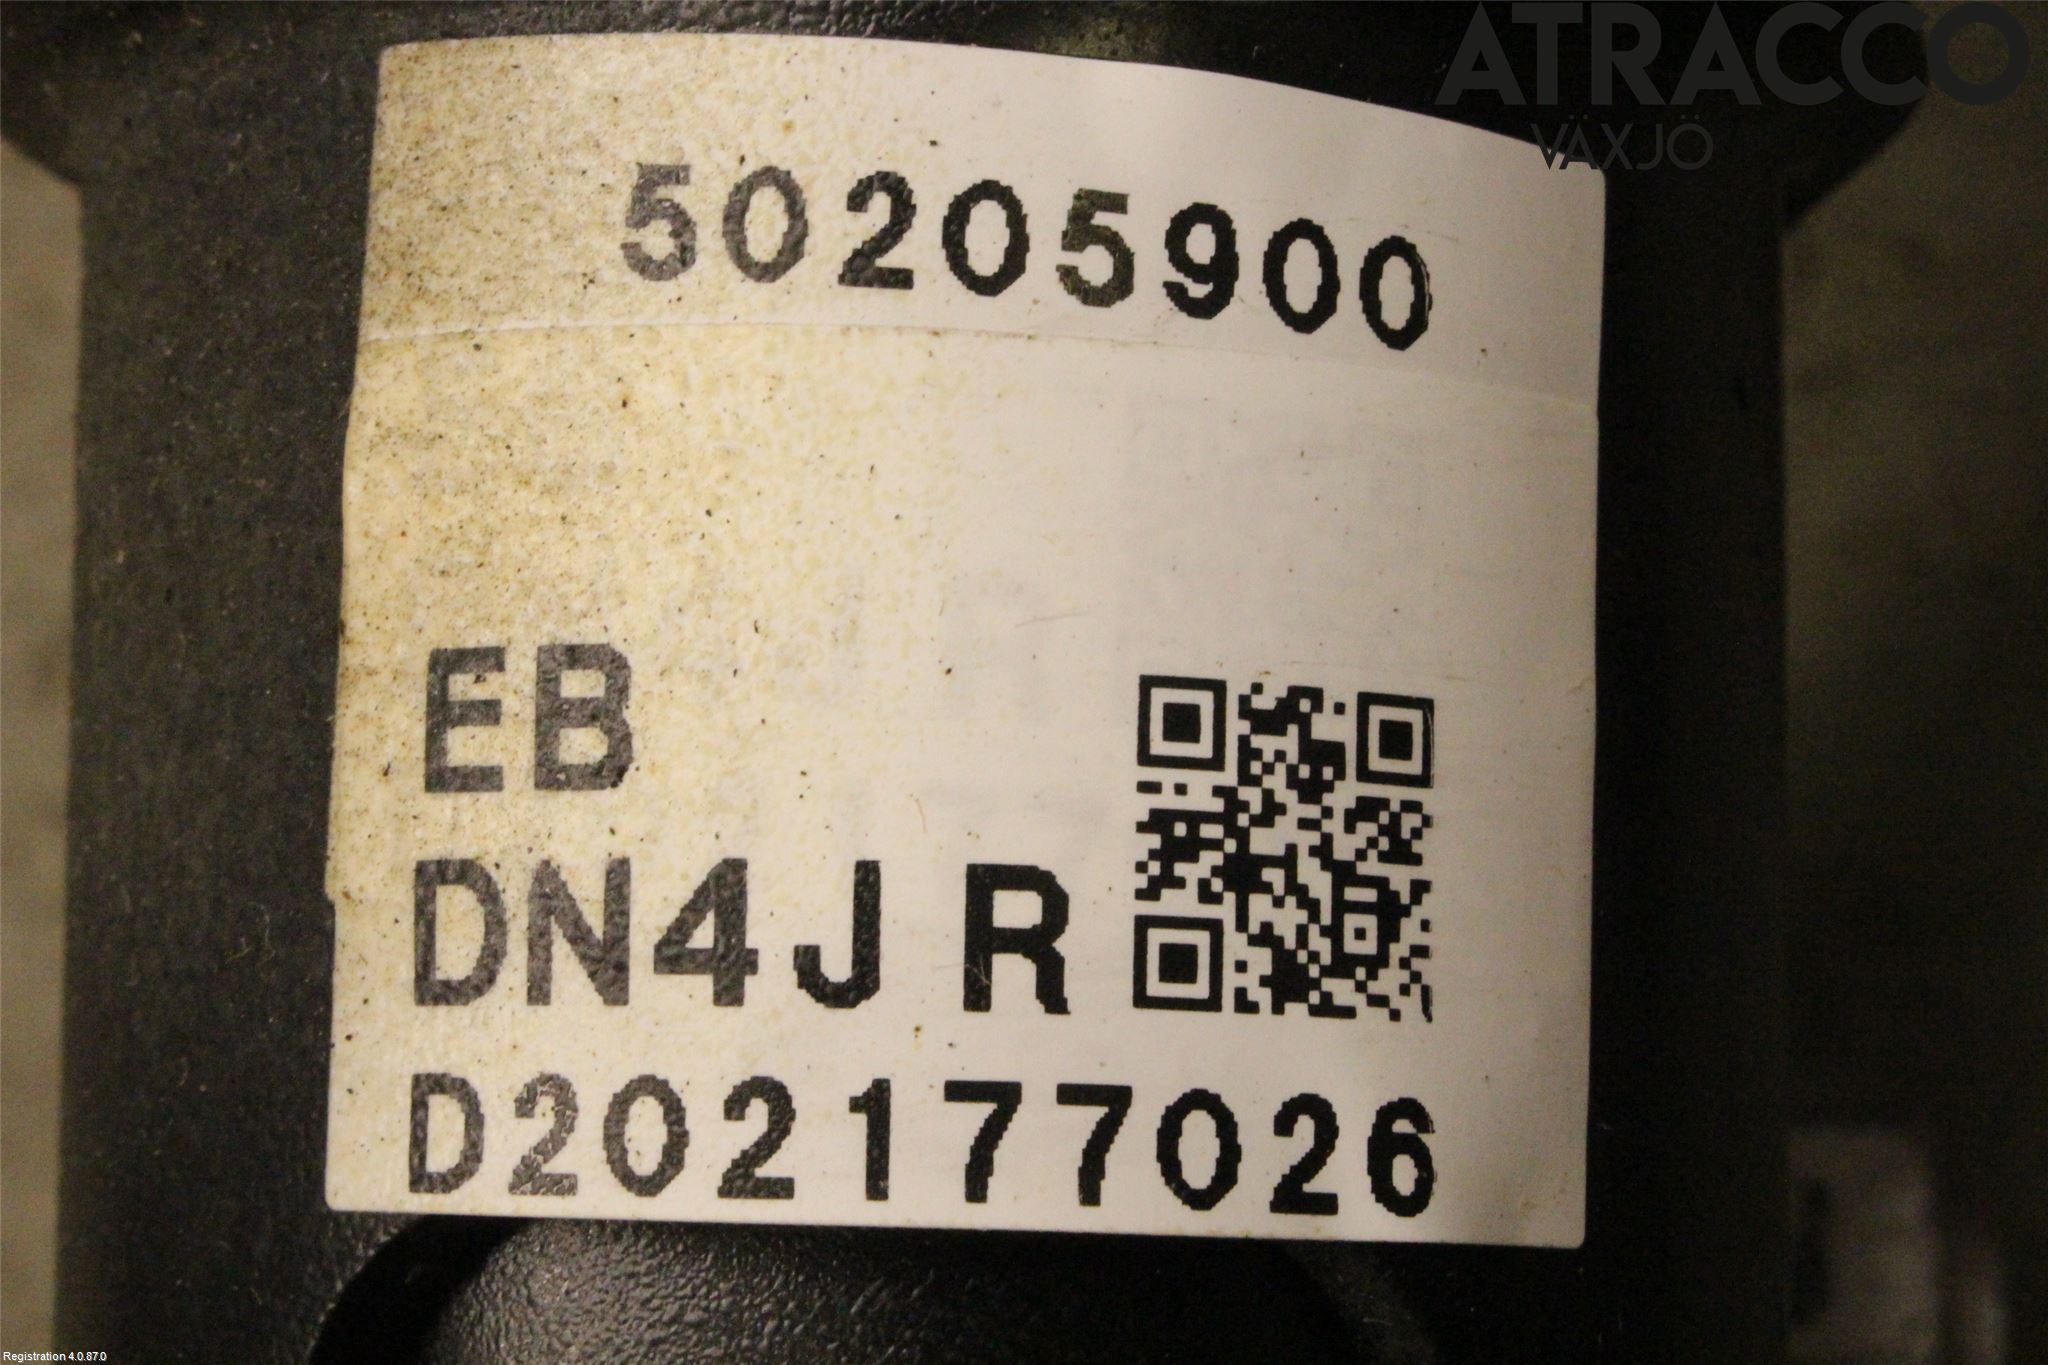 ATRACCO
VÄXJÖ
50205900
EB
DN4J R
D202177026
Registration 4.0.87.0